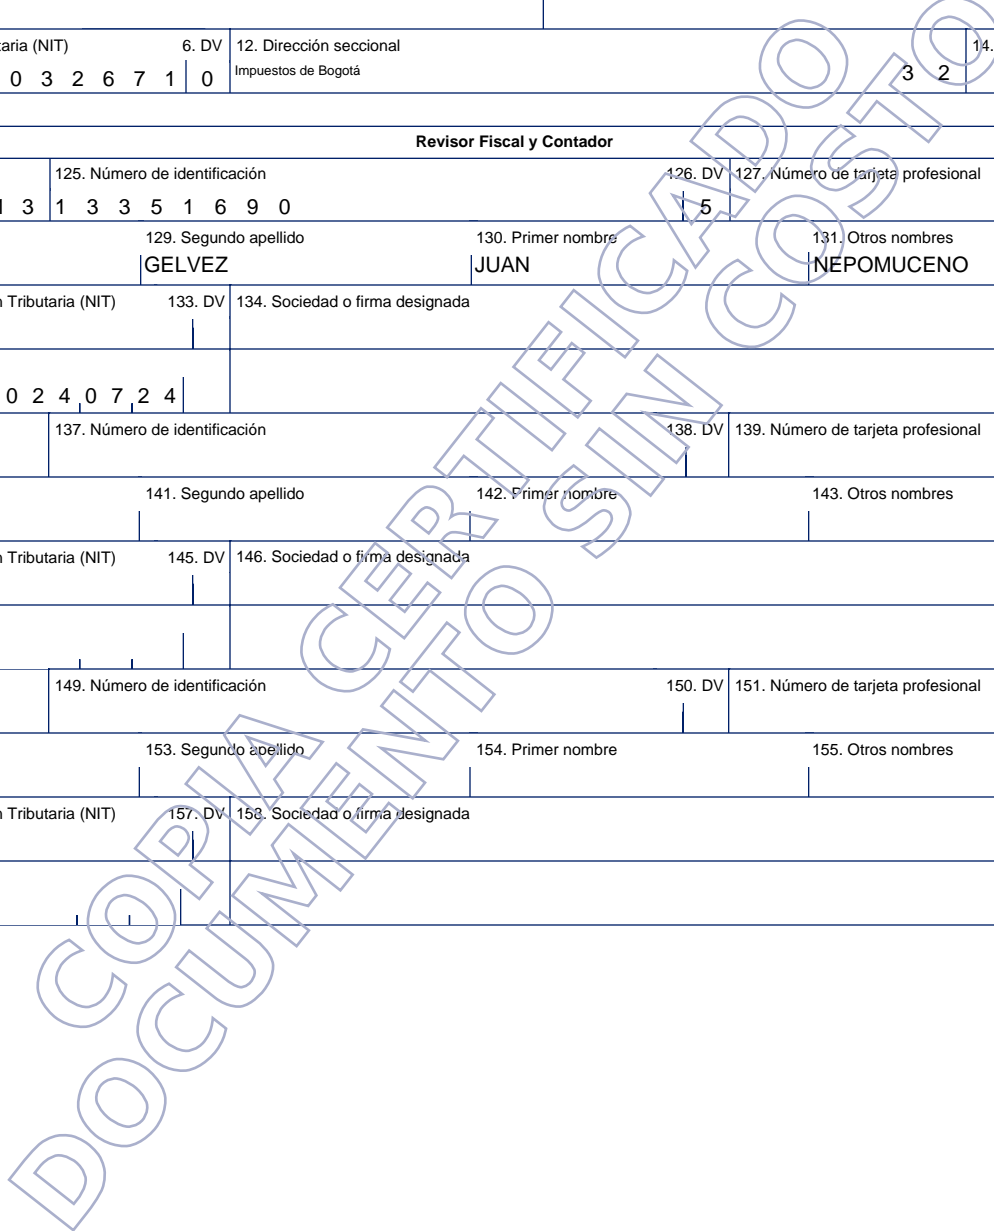 taria (NIT) 6. DV 12. Dirección seccional 14.
0 3 2 6 7 1 0 Impuestos de Bogotá 3 2
Revisor Fiscal y Contador
125. Número de identificación 126. DV 127. Número de tarjeta profesional
1 3 1 3 3 5 1 6 9 0 5
129. Segundo apellido 130. Primer nombre 131. Otros nombres
GELVEZ JUAN NEPOMUCENO
n Tributaria (NIT) 133. DV 134. Sociedad o firma designada
0 2 4 0 7 2 4
137. Número de identificación 138. DV 139. Número de tarjeta profesional
141. Segundo apellido 142. Primer nombre 143. Otros nombres
n Tributaria (NIT) 145. DV 146. Sociedad o firma designada
149. Número de identificación 150. DV 151. Número de tarjeta profesional
153. Segundo apellido 154. Primer nombre 155. Otros nombres
n Tributaria (NIT) 157. DV 158. Sociedad o firma designada
COPIA CERTIFICADO
DOCUMENTO SIN COSTO